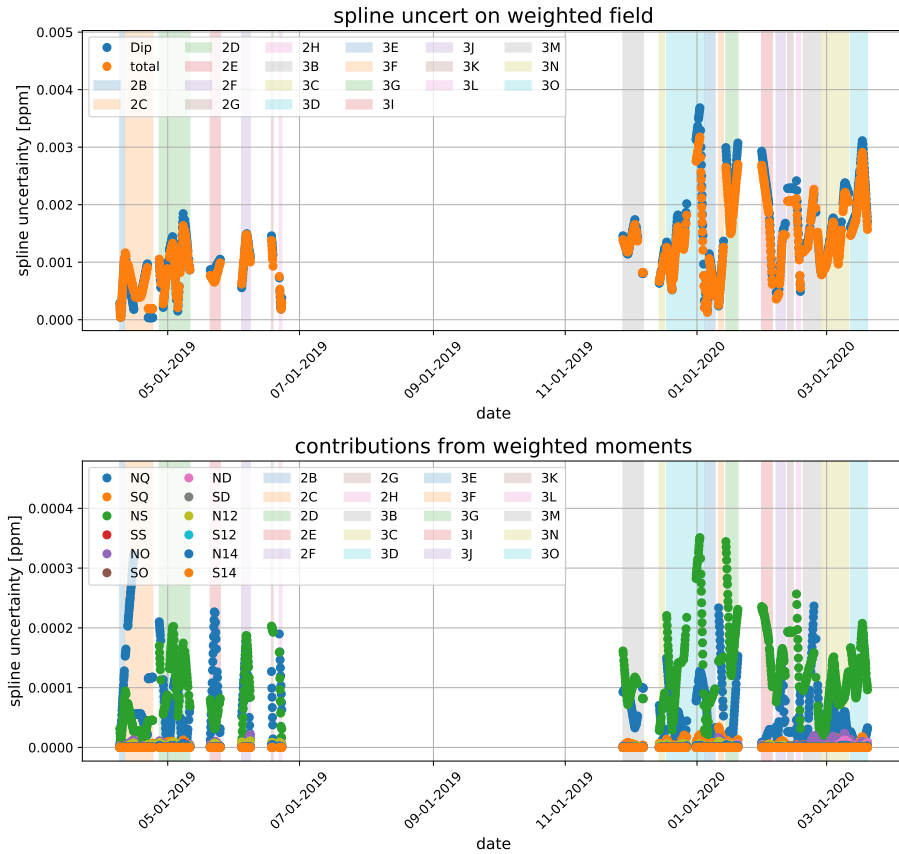 spline uncert on weighted field
spline uncertainty [ppm]
0.005
0.004
0.003
0.002
0.001
0.000
Dip 2D 2H 3E 3J 3M
total 2E 3B 3F 3K 3N
2B 2F 3C 3G 3L 3O
2C 2G 3D 3I
05-01-2019 07-01-2019 09-01-2019 11-01-2019 01-01-2020 03-01-2020
date
contributions from weighted moments
spline uncertainty [ppm]
0.0004
0.0003
0.0002
0.0001
0.0000
NQ ND 2B 2G 3E 3K
SQ SD 2C 2H 3F 3L
NS N12 2D 3B 3G 3M
SS S12 2E 3C 3I 3N
NO N14 2F 3D 3J 3O
SO S14
05-01-2019 07-01-2019 09-01-2019 11-01-2019 01-01-2020 03-01-2020
date